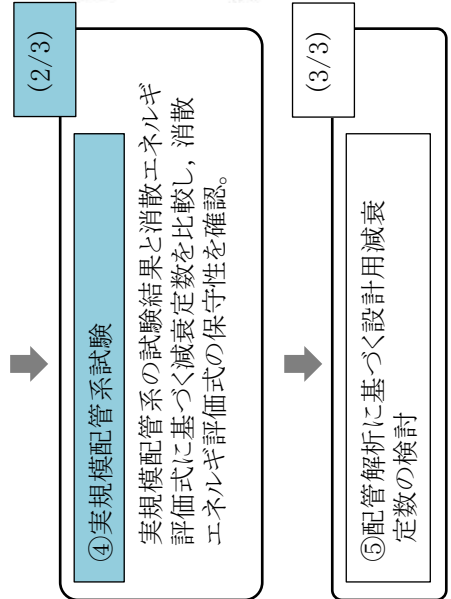 (2/3)
④実規模配管系試験
実規模配管系の試験結果と消散エネルギ
評価式に基づく減衰定数を比較し，消散
エネルギ評価式の保守性を確認。
(3/3)
⑤配管解析に基づく設計用減衰
定数の検討